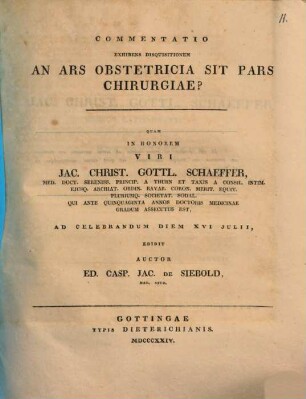 11.
COMMENTATIO
EXHIBENS DISQUISITIONEM
AN ARS OBSTETRICIA SIT PARS
CHIRURGIAE?
QUAM
IN HONOREM
VIRI
JAC. CHRIST. GOTTL. SCHAEFFER,
MED. DOCT. SERENISS. PRINCIP. A THURN ET TAXIS A CONSIL. INTIM.
EJUSQ. ARCHIAT. ORDIN. BAVAR. CORON. MERIT. EQUIT.
PLURIUMQ. SOCIETAT. SODAL.
QUI ANTE QUINQUAGINTA ANNOS DOCTORIS MEDICINAE
GRADUM ASSECUTUS EST,
AD CELEBRANDUM DIEM XVI JULII,
EDIDIT
AUCTOR
ED. CASP. JAC. DE SIEBOLD,
GOTTINGAE
TYPIS DIETERICHIANIS.
MDCCCXXIV.